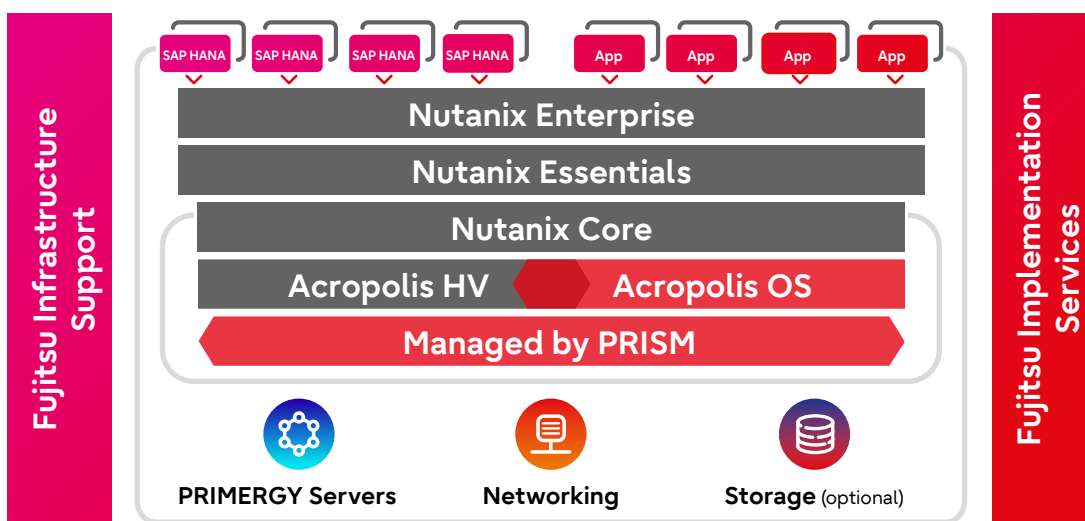 Fujitsu Infrastructure
Support
SAP HANA
SAP HANA
SAP HANA
SAP HANA
App
App
App
App
Nutanix Enterprise
Nutanix Essentials
Nutanix Core
Acropolis HV
Acropolis OS
Managed by PRISM
PRIMERGY Servers
Networking
Storage (optional)
Fujitsu Implementation
Services